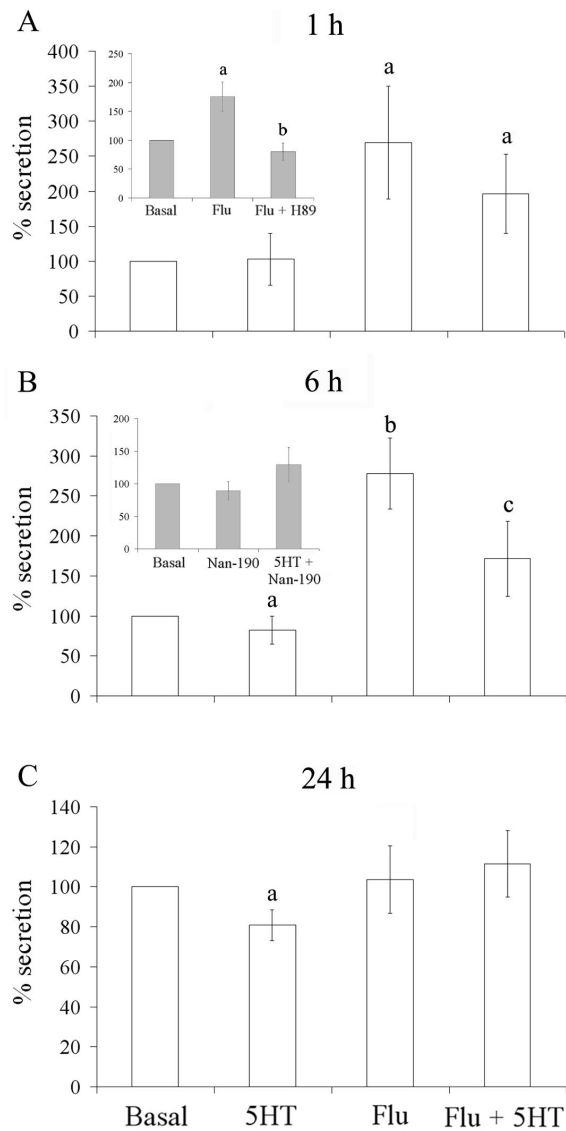 A
1 h
% secretion
400
350
300
250
200
150
100
50
0
250
200
150
100
50
0
a
b
Basal
Flu
Flu + H89
a
a
B
6 h
% secretion
350
300
250
200
150
100
50
0
200
150
100
50
0
Basal
Nan-190
5HT +
Nan-190
a
b
c
C
24 h
% secretion
140
120
100
80
60
40
20
0
a
Basal
5HT
Flu
Flu + 5HT